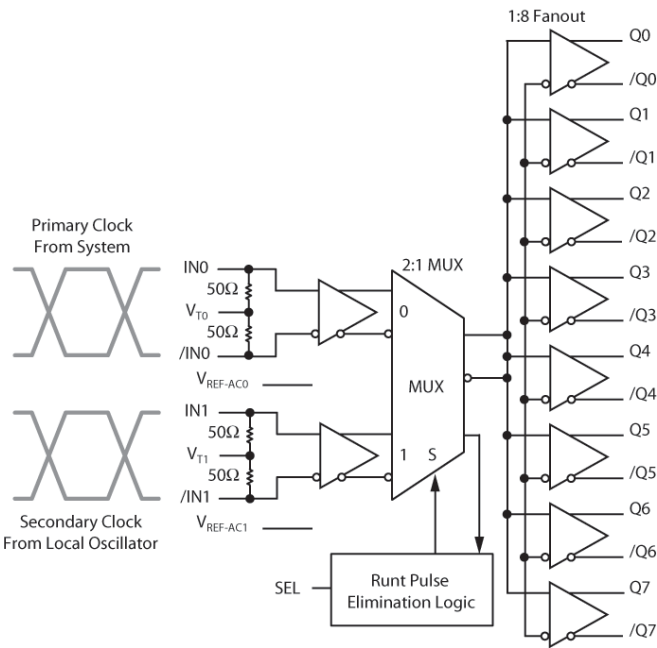 1:8 Fanout
Q0
/Q0
Q1
/Q1
Q2
/Q2
Q3
/Q3
Q4
/Q4
Q5
/Q5
Q6
/Q6
Q7
/Q7
Primary Clock
From System
IN0
50Ω
VT0
50Ω
/IN0
VREF-AC0
IN1
50Ω
VT1
50Ω
/IN1
VREF-AC1
Secondary Clock
From Local Oscillator
2:1 MUX
0
MUX
1 S
SEL
Runt Pulse
Elimination Logic